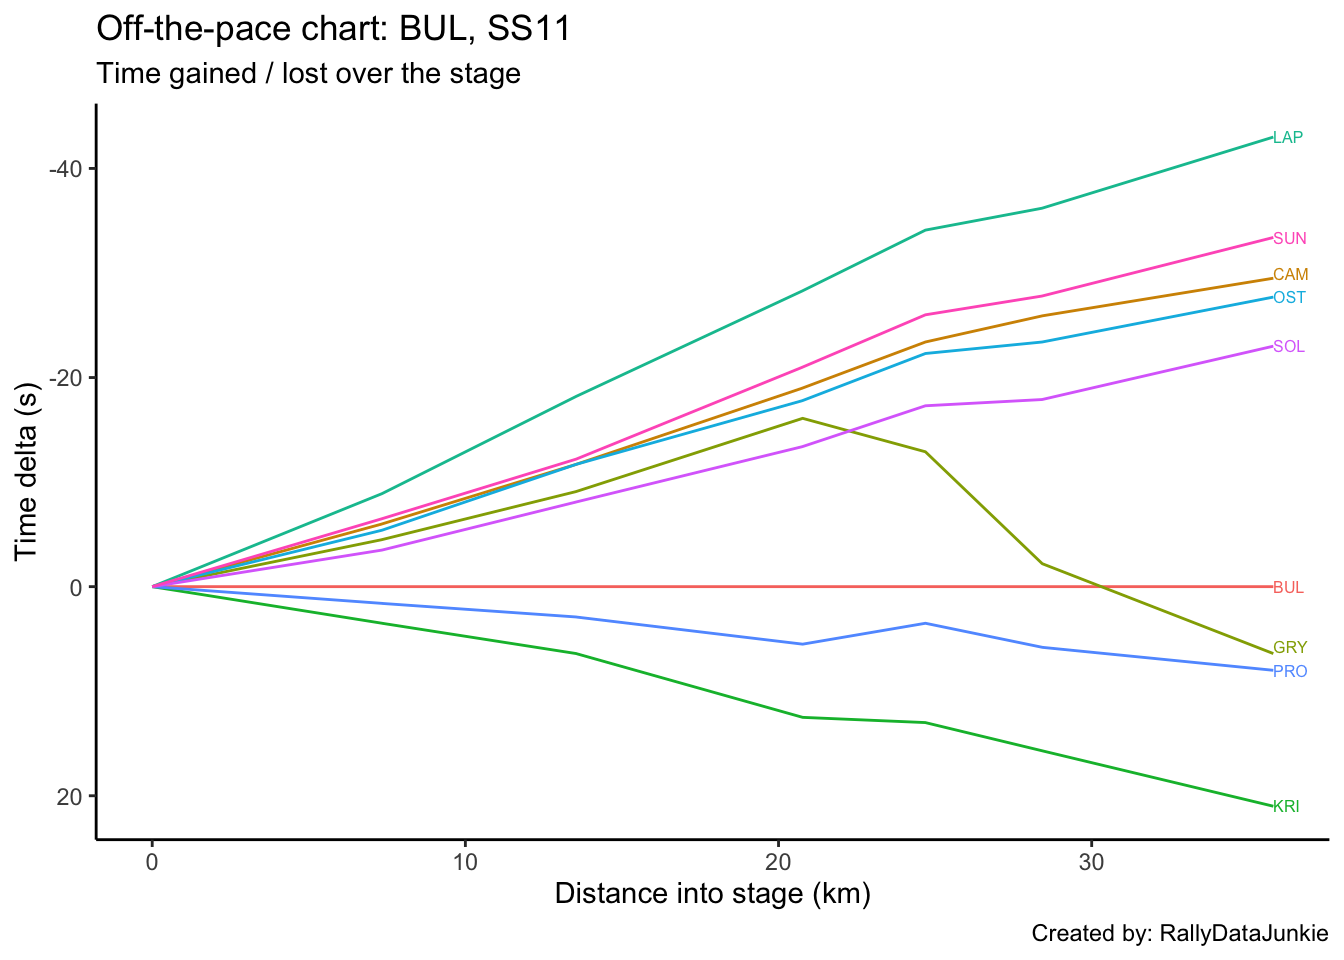 Off-the-pace chart: BUL, SS11
Time gained / lost over the stage
Time delta (s)
-40
-20
0
20
LAP
SUN
CAM
OST
SOL
BUL
GRY
PRO
KRI
0 10 20 30
Distance into stage (km)
Created by: RallyDataJunkie